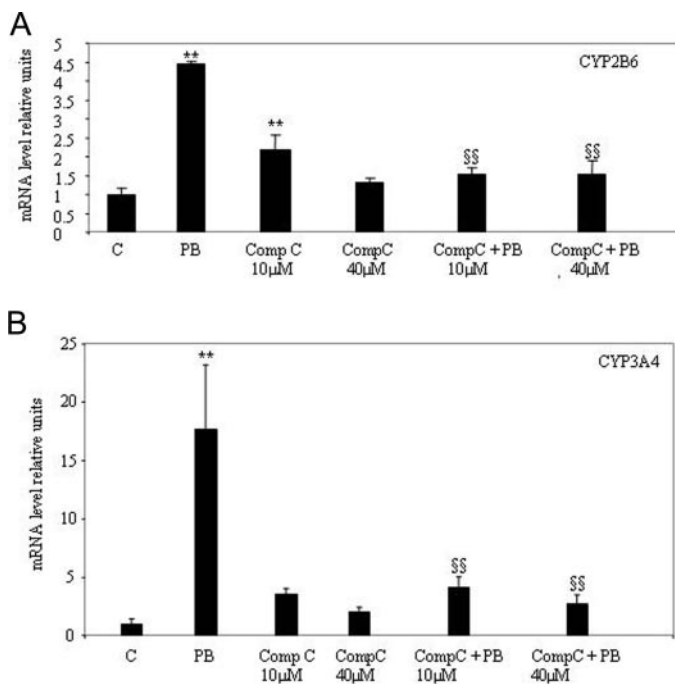 A
5
4.5
4
3.5
3
2.5
2
1.5
1
0.5
0
mRNA level relative units
CYP2B6
**
**
§§
§§
C PB Comp C CompC CompC +PB CompC + PB
10μM 40μM 10μM 40μM
B
25
20
15
10
5
0
mRNA level relative units
CYP3A4
**
§§
§§
C PB Comp C CompC CompC +PB CompC + PB
10μM 40μM 10μM 40μM